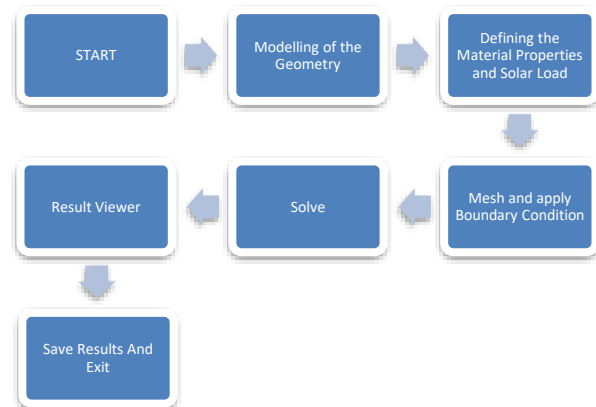 START
Modelling of the
Geometry
Defining the
Material Properties
and Solar Load
Mesh and apply
Boundary Condition
Solve
Result Viewer
Save Results And
Exit